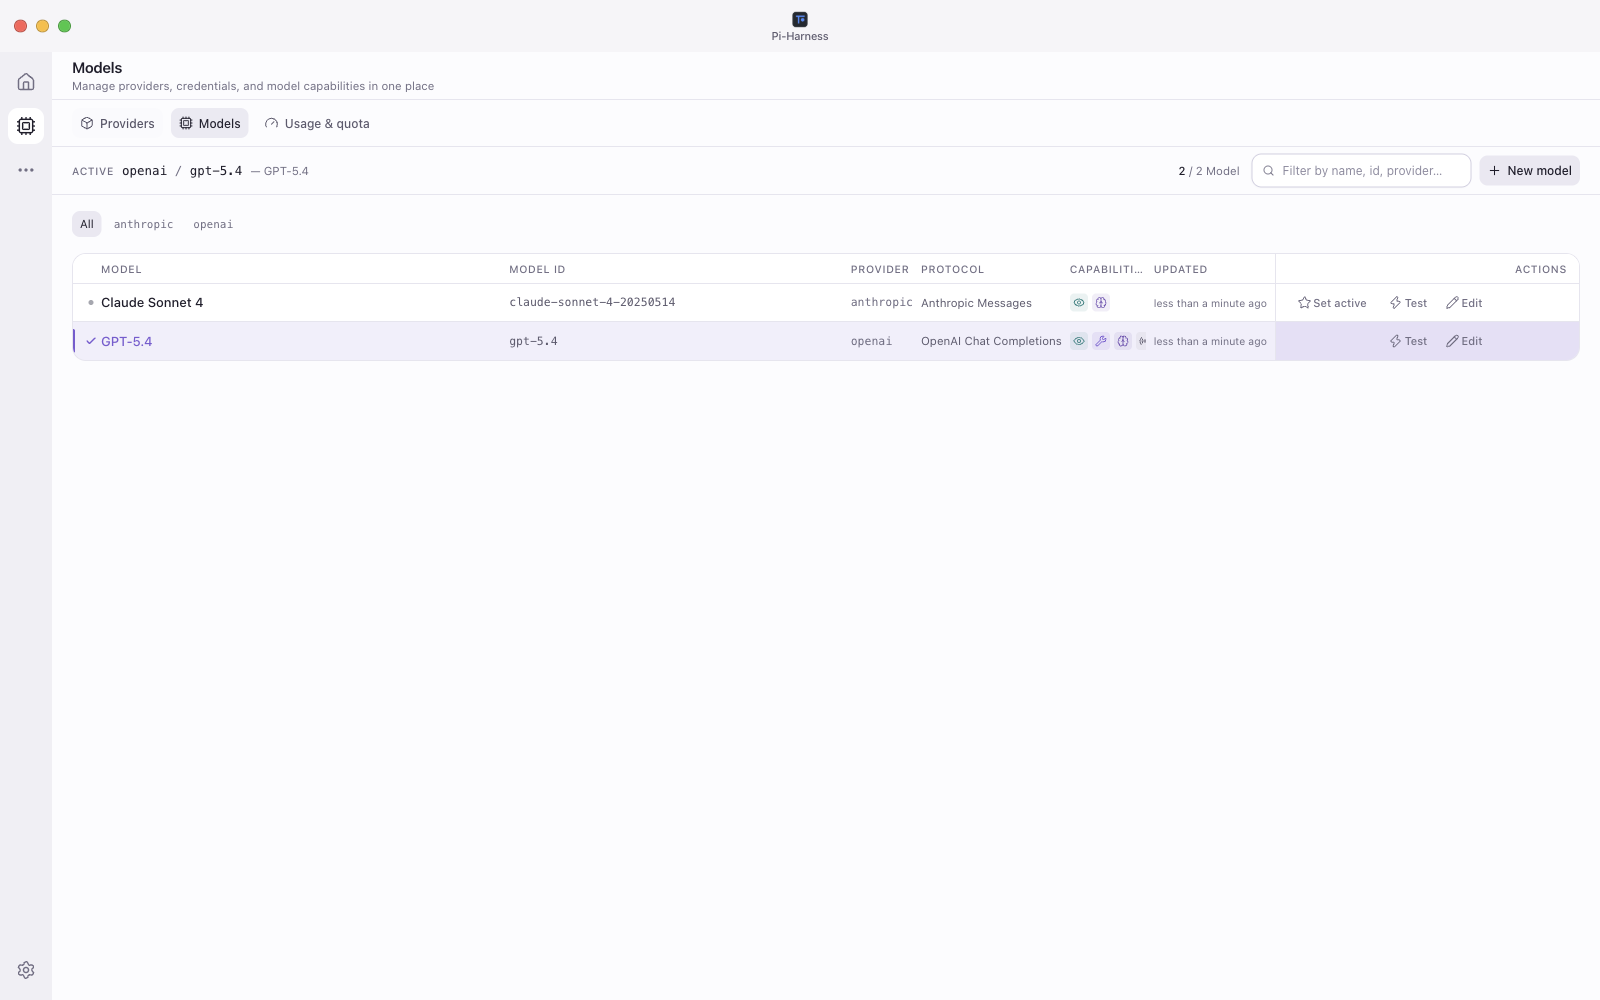 Pi-Harness
Models
Manage providers, credentials, and model capabilities in one place
Providers
Models
Usage & quota
ACTIVE openai / gpt-5.4 — GPT-5.4
2 / 2 Model
Filter by name, id, provider...
New model
All
anthropic
openai
MODEL MODEL ID PROVIDER PROTOCOL CAPABILITI... UPDATED ACTIONS
Claude Sonnet 4 claude-sonnet-4-20250514 anthropic Anthropic Messages less than a minute ago Set active Test Edit
GPT-5.4 gpt-5.4 openai OpenAI Chat Completions less than a minute ago Test Edit